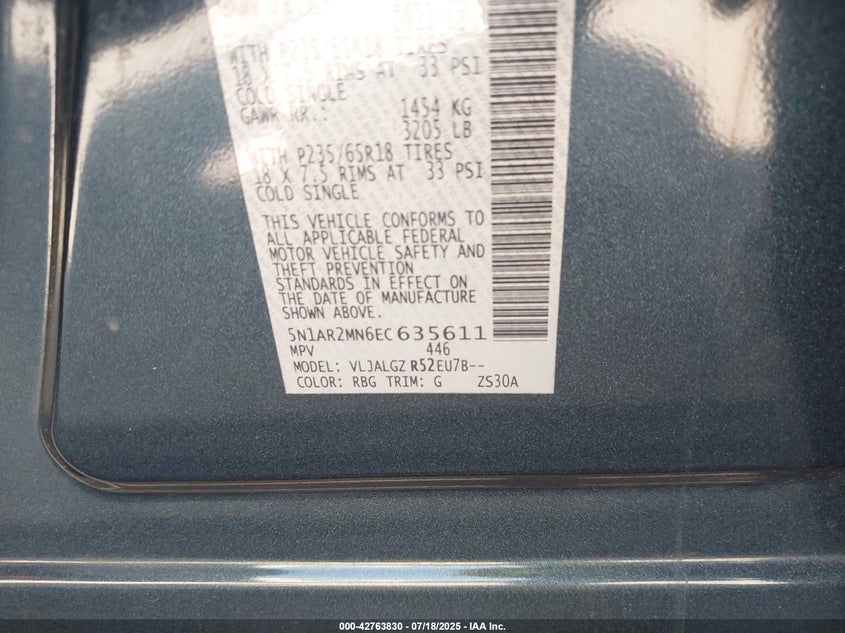 WITH P235/65R18 TIRES
18 X 7.5 RIMS AT 33 PSI
COLD SINGLE
GAWR RR.: 1454 KG
3205 LB
WITH P235/65R18 TIRES
18 X 7.5 RIMS AT 33 PSI
COLD SINGLE
THIS VEHICLE CONFORMS TO
ALL APPLICABLE FEDERAL
MOTOR VEHICLE SAFETY AND
THEFT PREVENTION
STANDARDS IN EFFECT ON
THE DATE OF MANUFACTURE
SHOWN ABOVE.
5N1AR2MN6EC635611
MPV 446
MODEL: VLJALGZ R52EU7B--
COLOR: RBG TRIM: G ZS30A
000-42763830 - 07/18/2025 - IAA Inc.